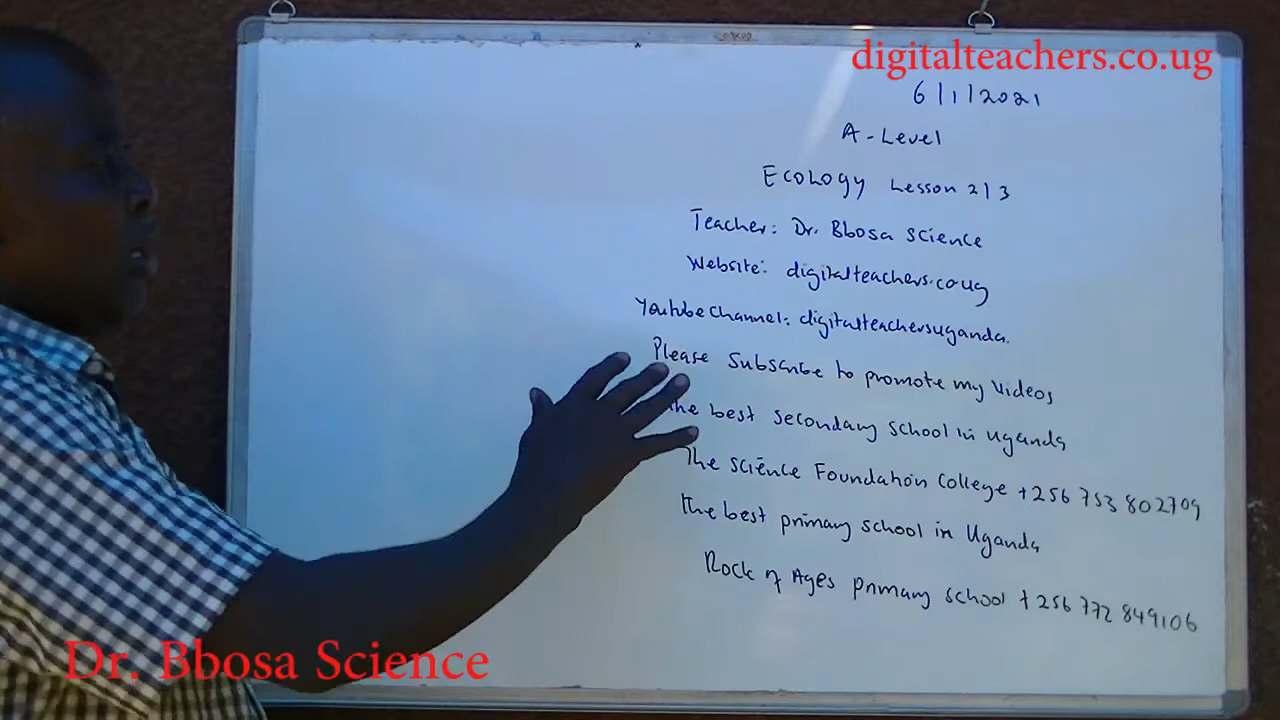 digitalteachers.co.ug
6/1/2021
A-Level
Ecology Lesson 213
Teacher: Dr. Bbosa Science
Website: digitalteachers.co.ug
Youtube channel: digitalteachersuganda.
Please Subscribe to promote my videos
The best secondary school in Uganda
The science Foundation College +256 753 802709
The best primary school in Uganda
Rock of Ages primary school +256 772 849106
Dr. Bbosa Science